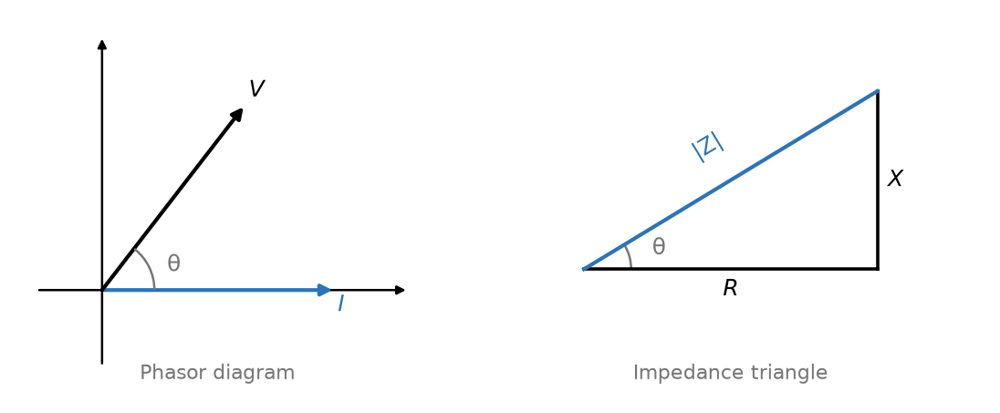 V
θ
I
Phasor diagram
|Z|
X
θ
R
Impedance triangle